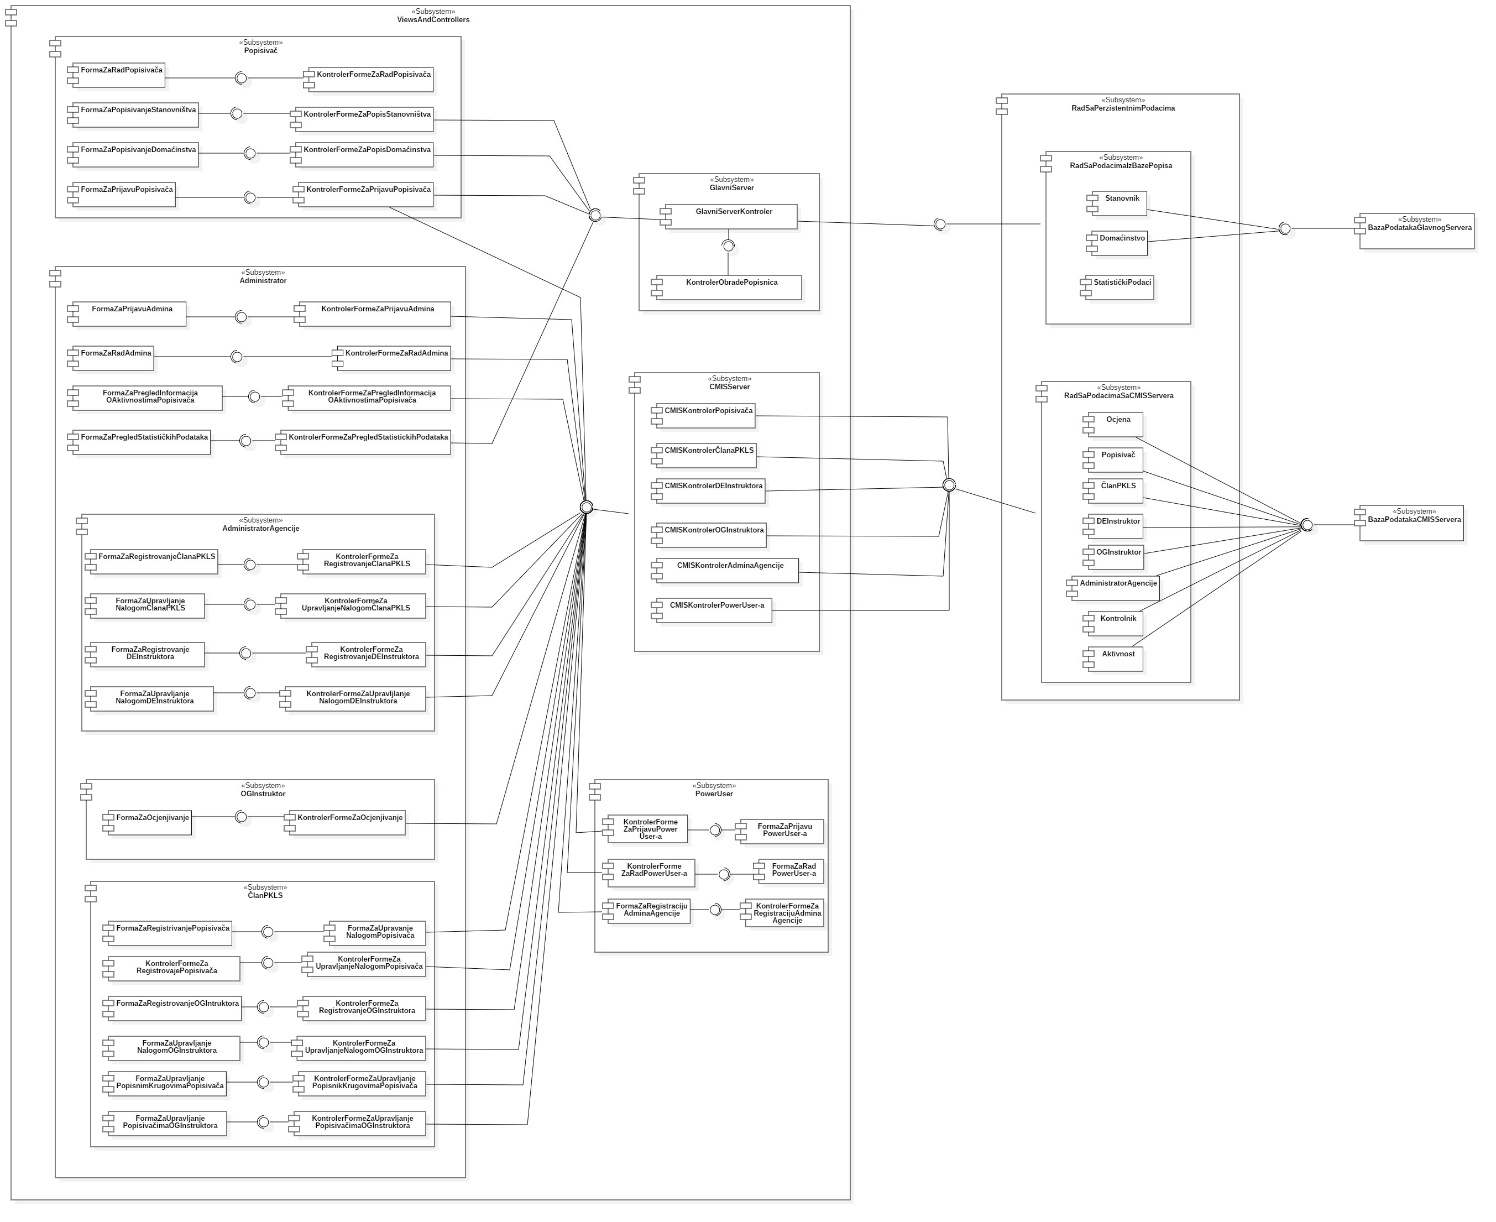 «Subsystem»
ViewsAndControllers
«Subsystem»
Popisivač
FormaZaRadPopisivača
KontrolerFormeZaRadPopisivača
FormaZaPopisivanjeStanovništva
KontrolerFormeZaPopisStanovništva
FormaZaPopisivanjeDomaćinstva
KontrolerFormeZaPopisDomaćinstva
FormaZaPrijavuPopisivača
KontrolerFormeZaPrijavuPopisivača
«Subsystem»
Administrator
FormaZaPrijavuAdmina
KontrolerFormeZaPrijavuAdmina
FormaZaRadAdmina
KontrolerFormeZaRadAdmina
FormaZaPregledInformacija
OAktivnostimaPopisivača
KontrolerFormeZaPregledInformacija
OAktivnostimaPopisivača
FormaZaPregledStatističkihPodataka
KontrolerFormeZaPregledStatistickihPodataka
«Subsystem»
AdministratorAgencije
FormaZaRegistrovanjeČlanaPKLS
KontrolerFormeZa
RegistrovanjeČlanaPKLS
FormaZaUpravljanje
NalogomČlanaPKLS
KontrolerFormeZa
UpravljanjeNalogomČlanaPKLS
FormaZaRegistrovanje
DEInstruktora
KontrolerFormeZa
RegistrovanjeDEInstruktora
FormaZaUpravljanje
NalogomDEInstruktora
KontrolerFormeZaUpravljlanje
NalogomDEInstruktora
«Subsystem»
OGInstruktor
FormaZaOcjenjivanje
KontrolerFormeZaOcjenjivanje
«Subsystem»
ČlanPKLS
FormaZaRegistrivanjePopisivača
FormaZaUpravanje
NalogomPopisivača
KontrolerFormeZa
RegistrovajePopisivača
KontrolerFormeZa
UpravljanjeNalogomPopisivača
FormaZaRegistrovanjeOGIntruktora
KontrolerFormeZa
RegistrovanjeOGInstruktora
FormaZaUpravljanje
NalogomOGInstruktora
KontrolerFormeZa
UpravljanjeNalogomOGInstruktora
FormaZaUpravljanje
PopisnimKrugovimaPopisivača
KontrolerFormeZaUpravljanje
PopisnikKrugovimaPopisivača
FormaZaUpravljanje
PopisivačimaOGInstruktora
KontrolerFormeZaUpravljanje
PopisivačimaOGInstruktora
«Subsystem»
GlavniServer
GlavniServerKontroler
KontrolerObradePopisnica
«Subsystem»
CMISServer
CMISKontrolerPopisivača
CMISKontrolerČlanaPKLS
CMISKontrolerDEInstruktora
CMISKontrolerOGInstruktora
CMISKontrolerAdminaAgencije
CMISKontrolerPowerUser-a
«Subsystem»
PowerUser
KontrolerForme
ZaPrijavuPower
User-a
FormaZaPrijavu
PowerUser-a
KontrolerForme
ZaRadPowerUser-a
FormaZaRad
PowerUser-a
FormaZaRegistraciju
AdminaAgencije
KontrolerFormeZa
RegistracijuAdmina
Agencije
«Subsystem»
RadSaPerzistentnimPodacima
«Subsystem»
RadSaPodacimaIzBazePopisa
Stanovnik
Domaćinstvo
StatističkiPodaci
«Subsystem»
RadSaPodacimaSaCMISServera
Ocjena
Popisivač
ČlanPKLS
DEInstruktor
OGInstruktor
AdministratorAgencije
Kontrolnik
Aktivnost
«Subsystem»
BazaPodatakaGlavnogServera
«Subsystem»
BazaPodatakaCMISServera